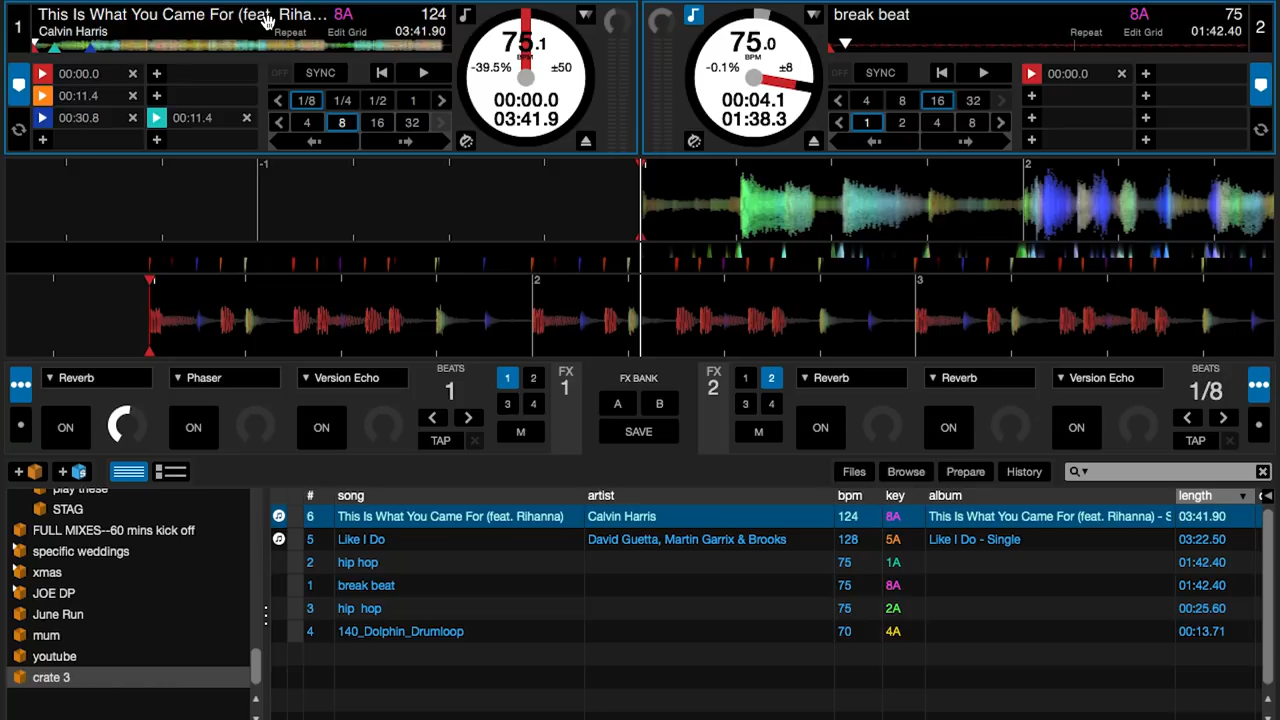 1
This Is What You Came For (feat. Riha...
8A
124
Calvin Harris
Repeat
Edit Grid
03:41.90
00:00.0
00:11.4
00:30.8
00:11.4
OFF
SYNC
1/8 1/4 1/2 1
4 8 16 32
75.1
BPM
-39.5%
±50
00:00.0
03:41.9
75.0
BPM
-0.1%
±8
00:04.1
01:38.3
break beat
8A
75
2
Repeat
Edit Grid
01:42.40
OFF
SYNC
4 8 16 32
1 2 4 8
00:00.0
-1
1
2
1
2
3
Reverb
Phaser
Version Echo
BEATS
1
TAP
ON
ON
ON
1 2
3 4
M
FX
1
FX BANK
A B
SAVE
FX
2
1 2
3 4
M
Reverb
Reverb
Version Echo
BEATS
1/8
TAP
ON
ON
ON
Files
Browse
Prepare
History
play these
STAG
FULL MIXES--60 mins kick off
specific weddings
xmas
JOE DP
June Run
mum
youtube
crate 3
# song artist bpm key album length
6 This Is What You Came For (feat. Rihanna) Calvin Harris 124 8A This Is What You Came For (feat. Rihanna) - S 03:41.90
5 Like I Do David Guetta, Martin Garrix & Brooks 128 5A Like I Do - Single 03:22.50
2 hip hop 75 1A 01:42.40
1 break beat 75 8A 01:42.40
3 hip hop 75 2A 00:25.60
4 140_Dolphin_Drumloop 70 4A 00:13.71